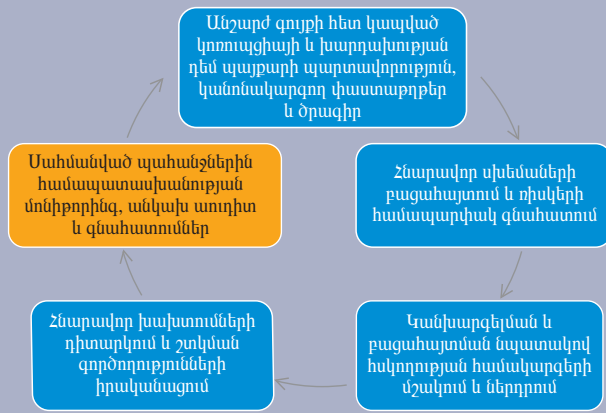 Անշարժ գույքի հետ կապված
կոռուպցիայի և խարդախության
դեմ պայքարի պարտավորություն,
կանոնակարգող փաստաթղթեր
և ծրագիր
Հնարավոր սխեմաների
բացահայտում և ռիսկերի
համապարփակ գնահատում
Կանխարգելման և
բացահայտման նպատակով
հսկողության համակարգերի
մշակում և ներդրում
Հնարավոր խախտումների
դիտարկում և շտկման
գործողությունների
իրականացում
Սահմանված պահանջներին
համապատասխանության
մոնիթորինգ, անկախ աուդիտ
և գնահատումներ